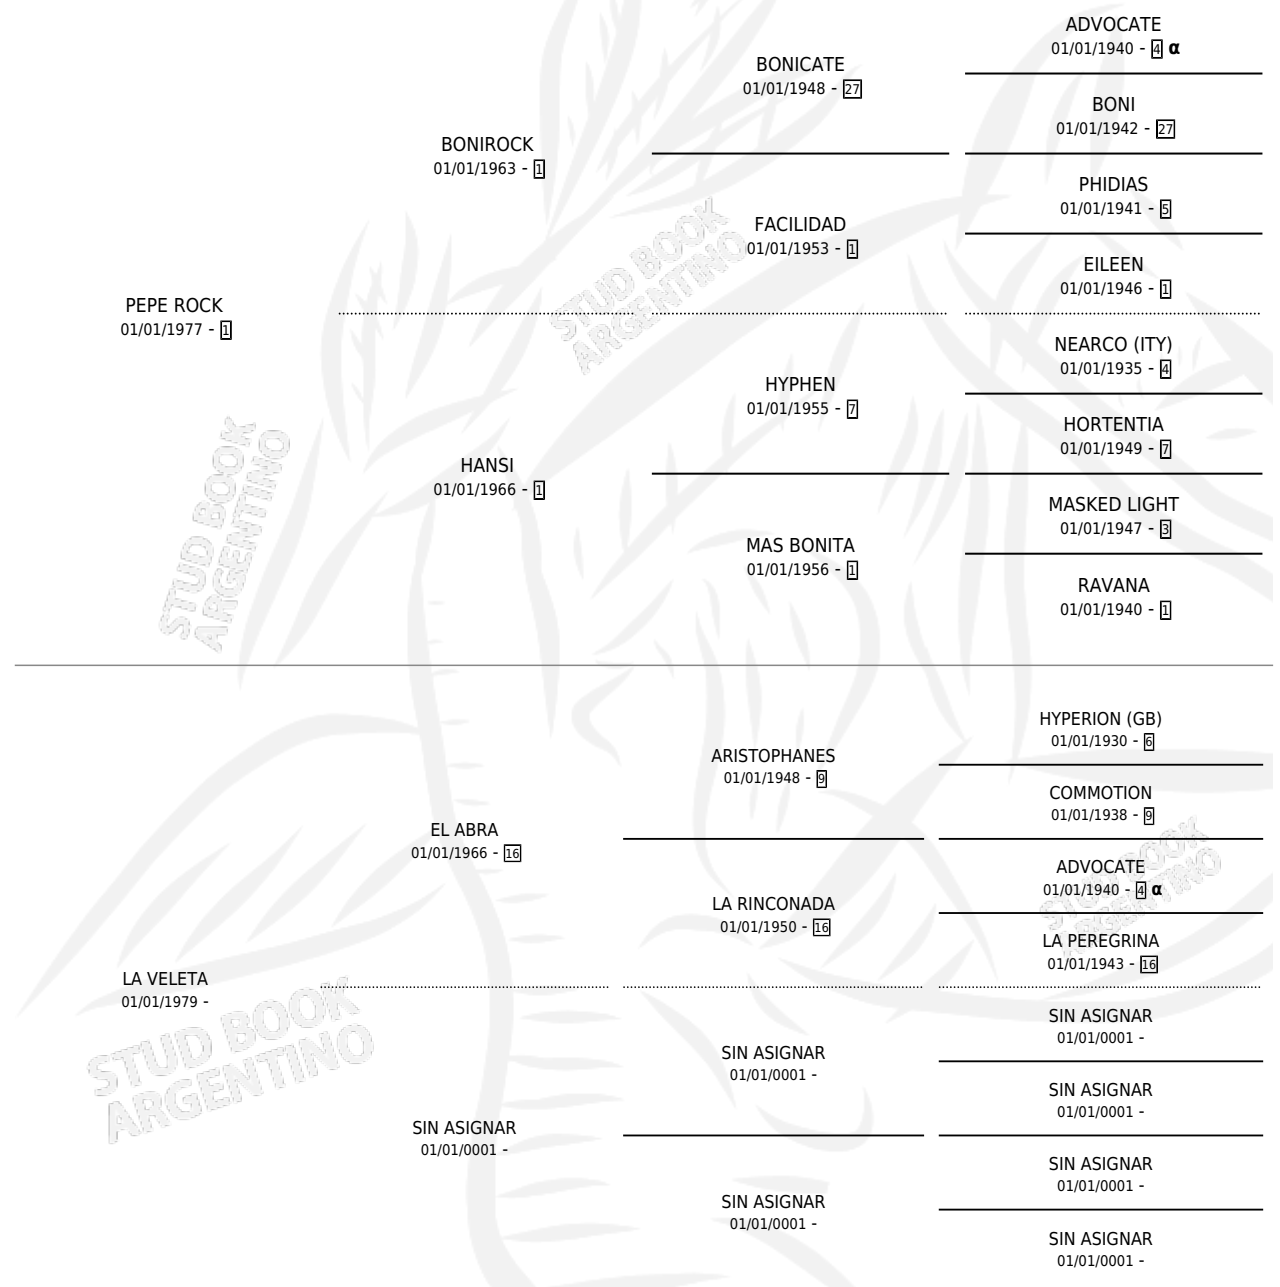 ADVOCATE
01/01/1940 - 4 α
BONICATE
01/01/1948 - 27
BONI
01/01/1942 - 27
BONIROCK
01/01/1963 - 1
PHIDIAS
01/01/1941 - 5
FACILIDAD
01/01/1953 - 1
EILEEN
01/01/1946 - 1
PEPE ROCK
01/01/1977 - 1
NEARCO (ITY)
01/01/1935 - 4
HYPHEN
01/01/1955 - 7
HORTENTIA
01/01/1949 - 7
HANSI
01/01/1966 - 1
MASKED LIGHT
01/01/1947 - 3
MAS BONITA
01/01/1956 - 1
RAVANA
01/01/1940 - 1
HYPERION (GB)
01/01/1930 - 6
ARISTOPHANES
01/01/1948 - 9
COMMOTION
01/01/1938 - 9
EL ABRA
01/01/1966 - 16
ADVOCATE
01/01/1940 - 4 α
LA RINCONADA
01/01/1950 - 16
LA PEREGRINA
01/01/1943 - 16
LA VELETA
01/01/1979 -
SIN ASIGNAR
01/01/0001 -
SIN ASIGNAR
01/01/0001 -
SIN ASIGNAR
01/01/0001 -
SIN ASIGNAR
01/01/0001 -
SIN ASIGNAR
01/01/0001 -
SIN ASIGNAR
01/01/0001 -
SIN ASIGNAR
01/01/0001 -
STUD BOOK
ARGENTINO
STUD BOOK
ARGENTINO
STUD BOOK
ARGENTINO
STUD BOOK
ARGENTINO